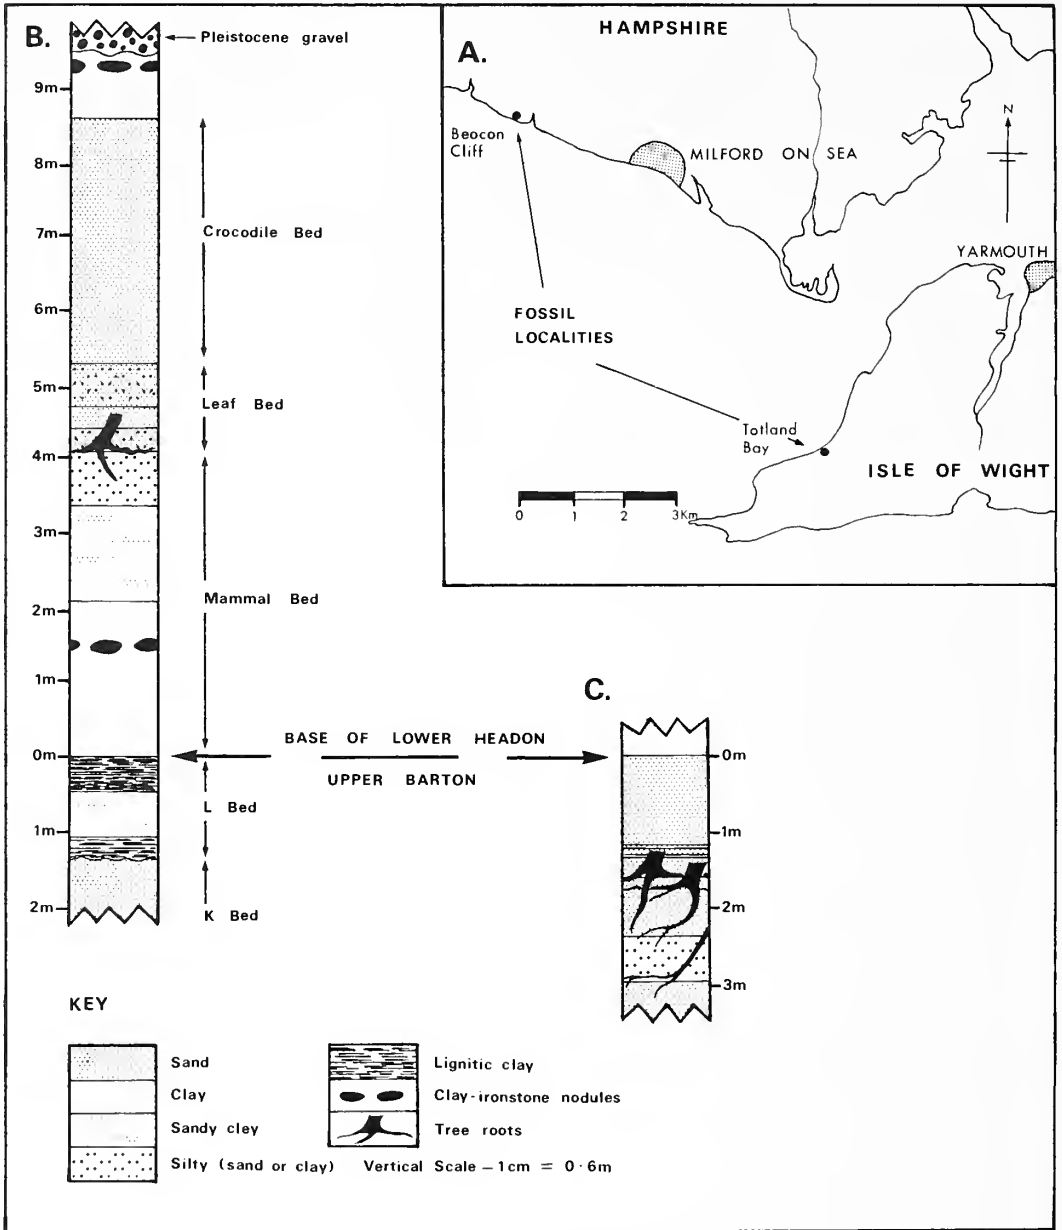 B.
Pleistocene gravel
9m
8m
Crocodile Bed
7m
6m
5m
Leaf Bed
4m
3m
Mammal Bed
2m
1m
0m
L Bed
1m
K Bed
2m
A.
HAMPSHIRE
Beocon
Cliff
MILFORD ON SEA
N
YARMOUTH
FOSSIL
LOCALITIES
Totland
Bay
ISLE OF WIGHT
0 1 2 3Km
BASE OF LOWER HEADON
UPPER BARTON
C.
0m
1m
2m
3m
KEY
Sand
Clay
Sandy cley
Silty (sand or clay)
Lignitic clay
Clay-ironstone nodules
Tree roots
Vertical Scale – 1cm = 0·6m